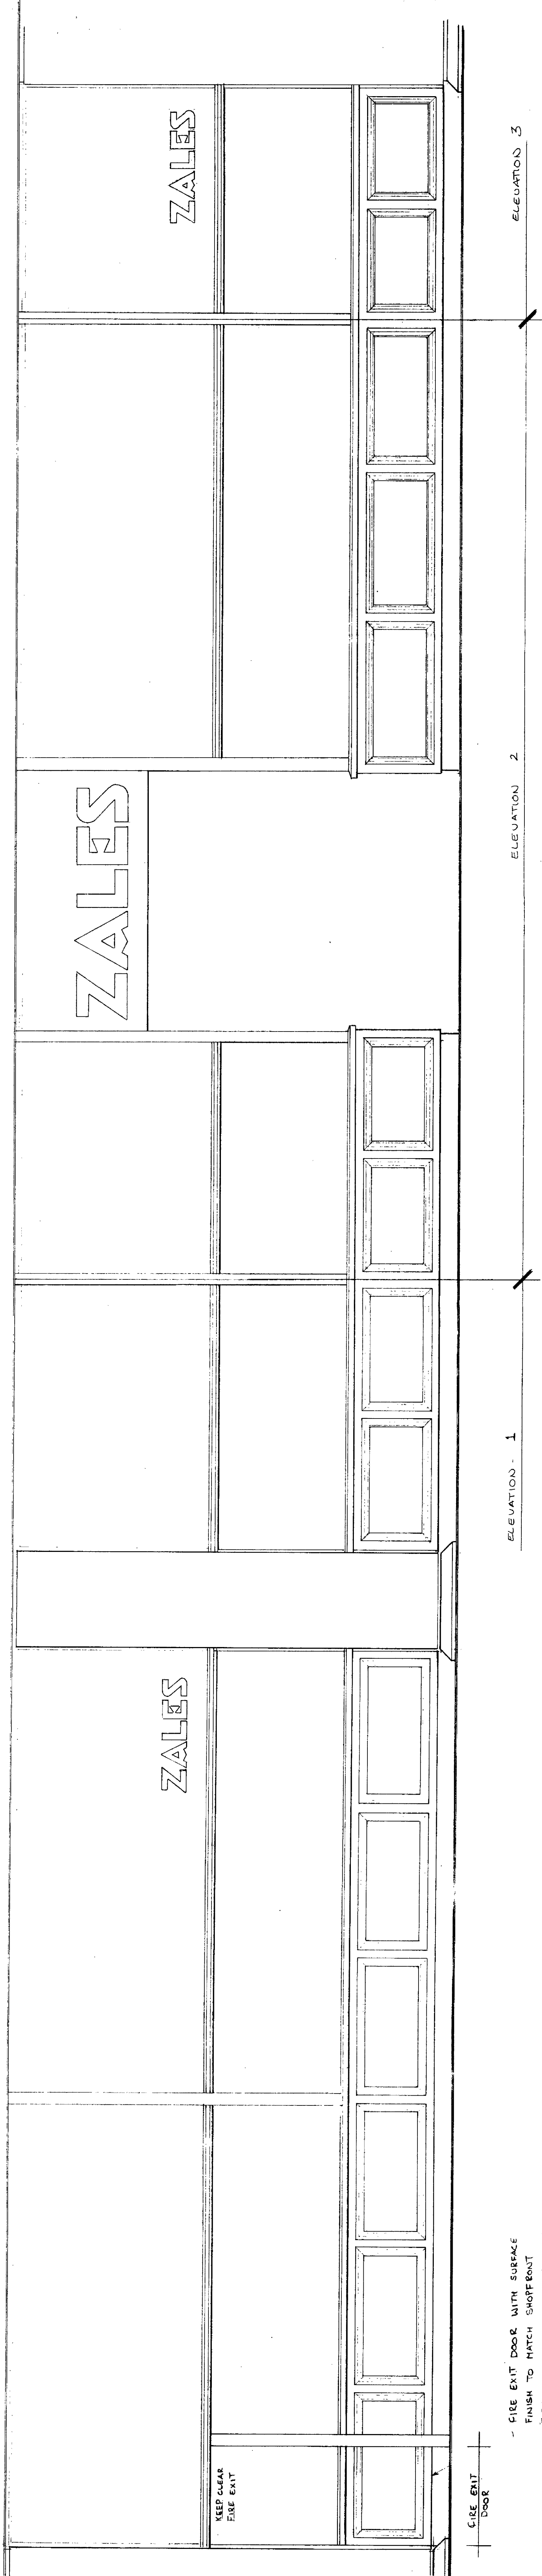 ZALES
ZALES
ZALES
KEEP CLEAR
FIRE EXIT
FIRE EXIT
DOOR
- FIRE EXIT DOOR WITH SURFACE
FINISH TO MATCH SHOPFRONT
ELEVATION - 1
ELEVATION 2
ELEVATION 3